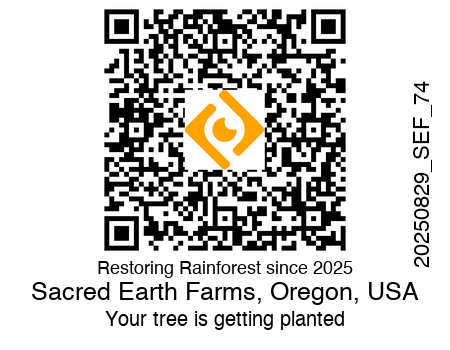 Restoring Rainforest since 2025
Sacred Earth Farms, Oregon, USA
Your tree is getting planted
20250829_SEF_74